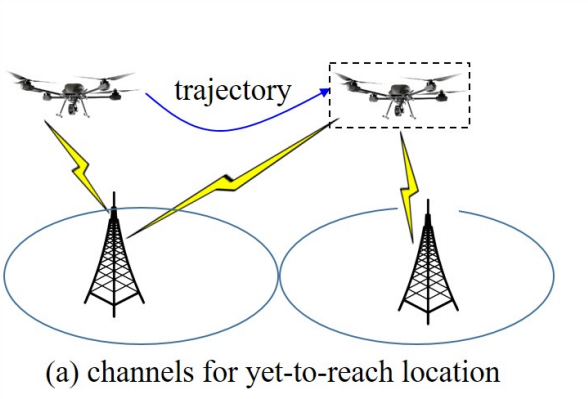 trajectory
(a) channels for yet-to-reach location